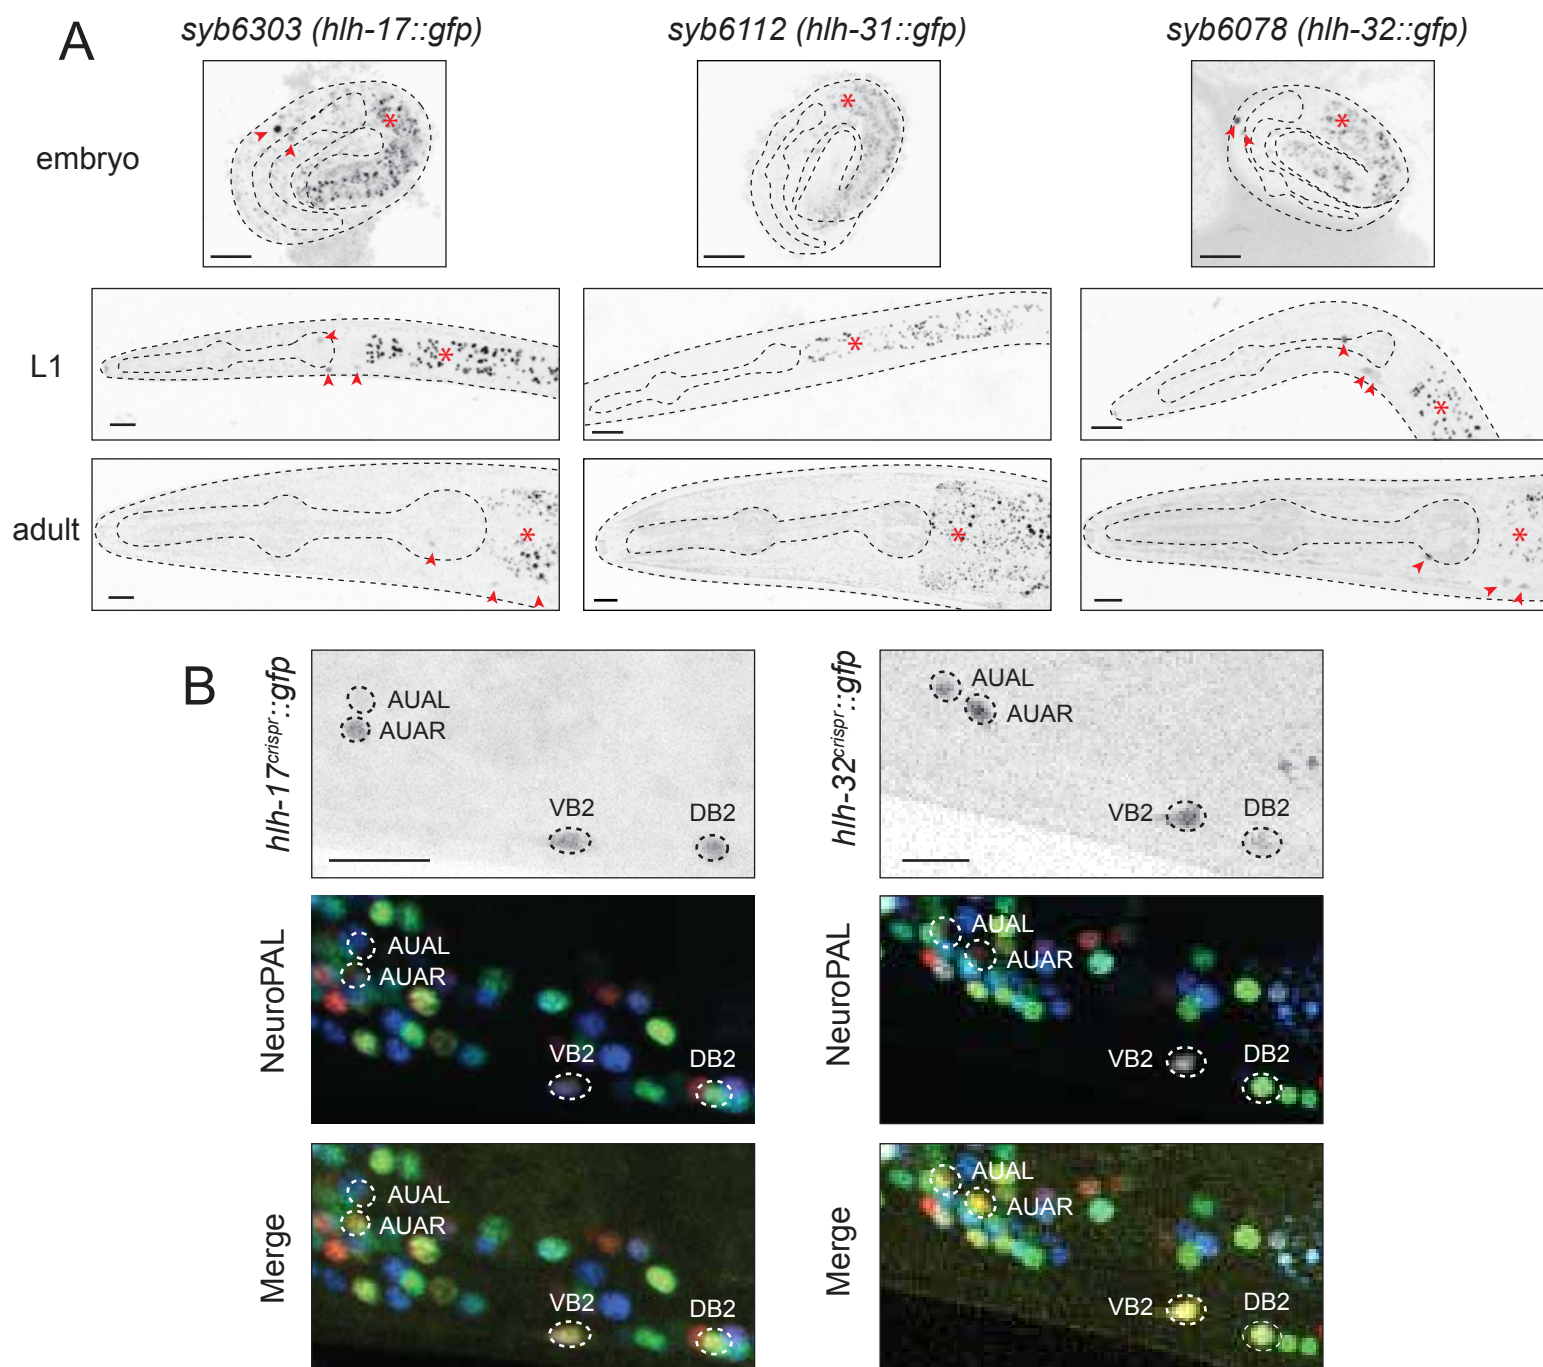 A
syb6303 (hlh-17::gfp)
syb6112 (hlh-31::gfp)
syb6078 (hlh-32::gfp)
embryo
*
*
*
L1
*
*
*
adult
*
*
*
B
hlh-17crispr::gfp
AUAL
AUAR
VB2
DB2
hlh-32crispr::gfp
AUAL
AUAR
VB2
DB2
NeuroPAL
AUAL
AUAR
VB2
DB2
NeuroPAL
AUAL
AUAR
VB2
DB2
Merge
AUAL
AUAR
VB2
DB2
Merge
AUAL
AUAR
VB2
DB2